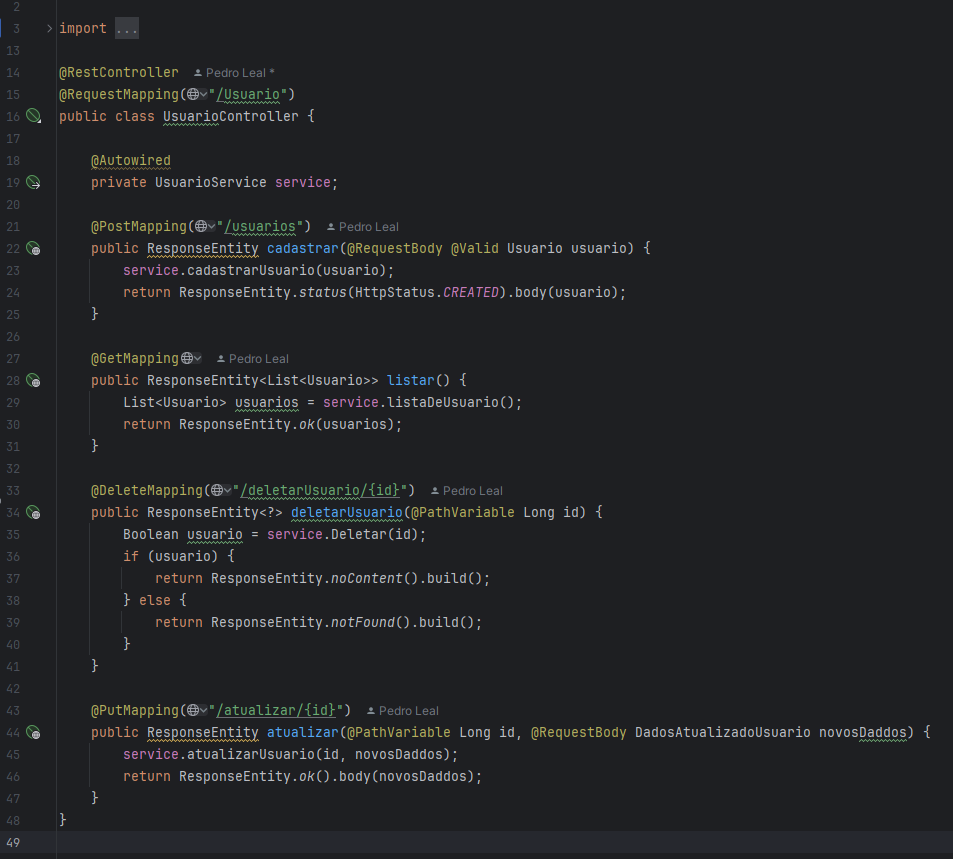 2
3 import ...
13
14 @RestController Pedro Leal *
15 @RequestMapping("/Usuario")
16 public class UsuarioController {
17
18 @Autowired
19 private UsuarioService service;
20
21 @PostMapping("/usuarios") Pedro Leal
22 public ResponseEntity cadastrar(@RequestBody @Valid Usuario usuario) {
23 service.cadastrarUsuario(usuario);
24 return ResponseEntity.status(HttpStatus.CREATED).body(usuario);
25 }
26
27 @GetMapping Pedro Leal
28 public ResponseEntity<List<Usuario>> listar() {
29 List<Usuario> usuarios = service.listaDeUsuario();
30 return ResponseEntity.ok(usuarios);
31 }
32
33 @DeleteMapping("/deletarUsuario/{id}") Pedro Leal
34 public ResponseEntity<?> deletarUsuario(@PathVariable Long id) {
35 Boolean usuario = service.Deletar(id);
36 if (usuario) {
37 return ResponseEntity.noContent().build();
38 } else {
39 return ResponseEntity.notFound().build();
40 }
41 }
42
43 @PutMapping("/atualizar/{id}") Pedro Leal
44 public ResponseEntity atualizar(@PathVariable Long id, @RequestBody DadosAtualizadoUsuario novosDaddos) {
45 service.atualizarUsuario(id, novosDaddos);
46 return ResponseEntity.ok().body(novosDaddos);
47 }
48 }
49